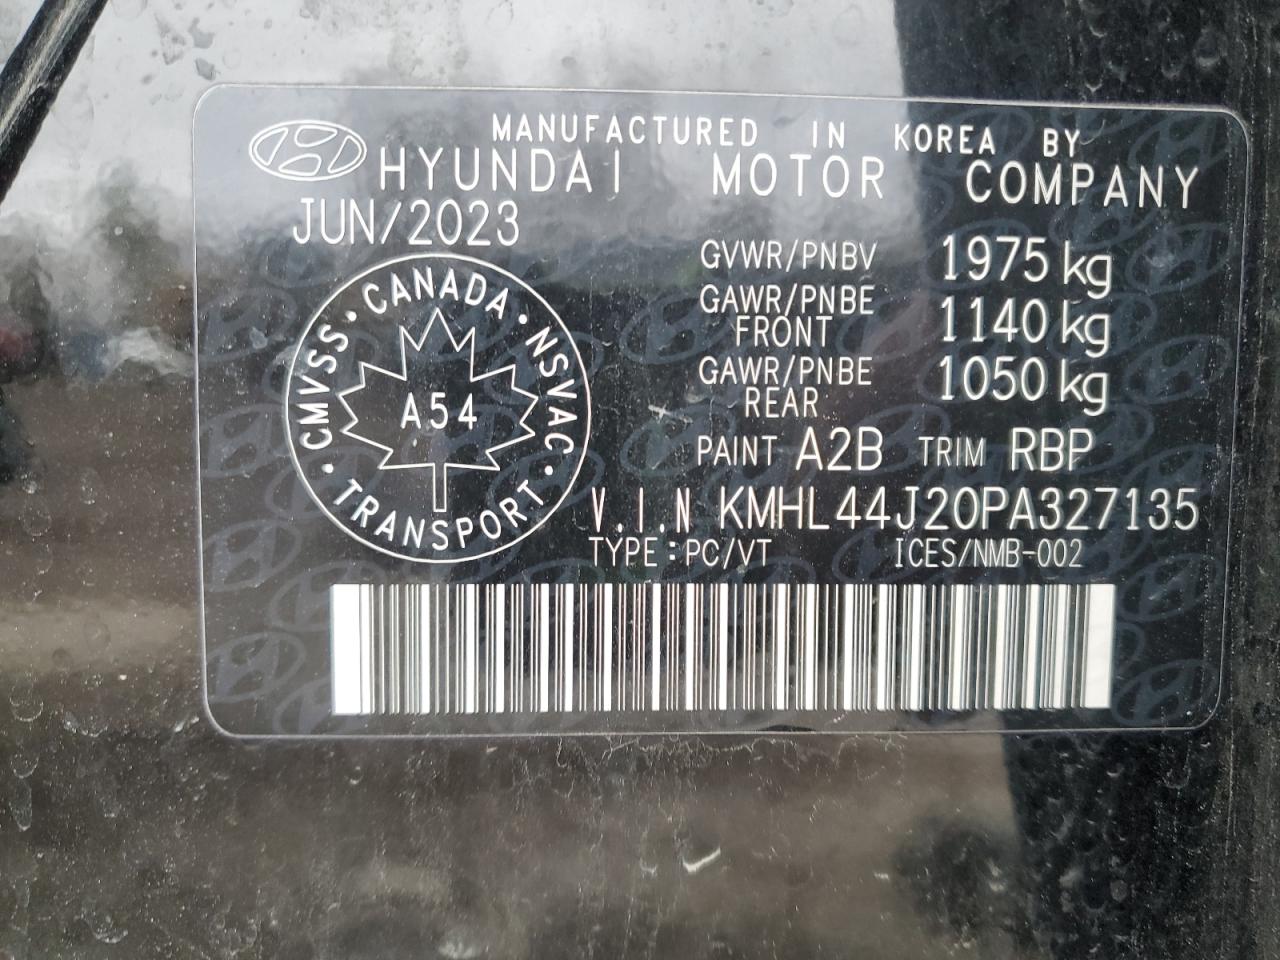 MANUFACTURED IN KOREA BY
HYUNDAI MOTOR COMPANY
JUN/2023
GVWR/PNBV 1975 kg
GAWR/PNBE FRONT 1140 kg
GAWR/PNBE REAR 1050 kg
PAINT A2B TRIM RBP
V.I.N KMHL44J20PA327135
TYPE:PC/VT ICES/NMB-002
CMVSS · CANADA · NSVAC · TRANSPORT ·
A54